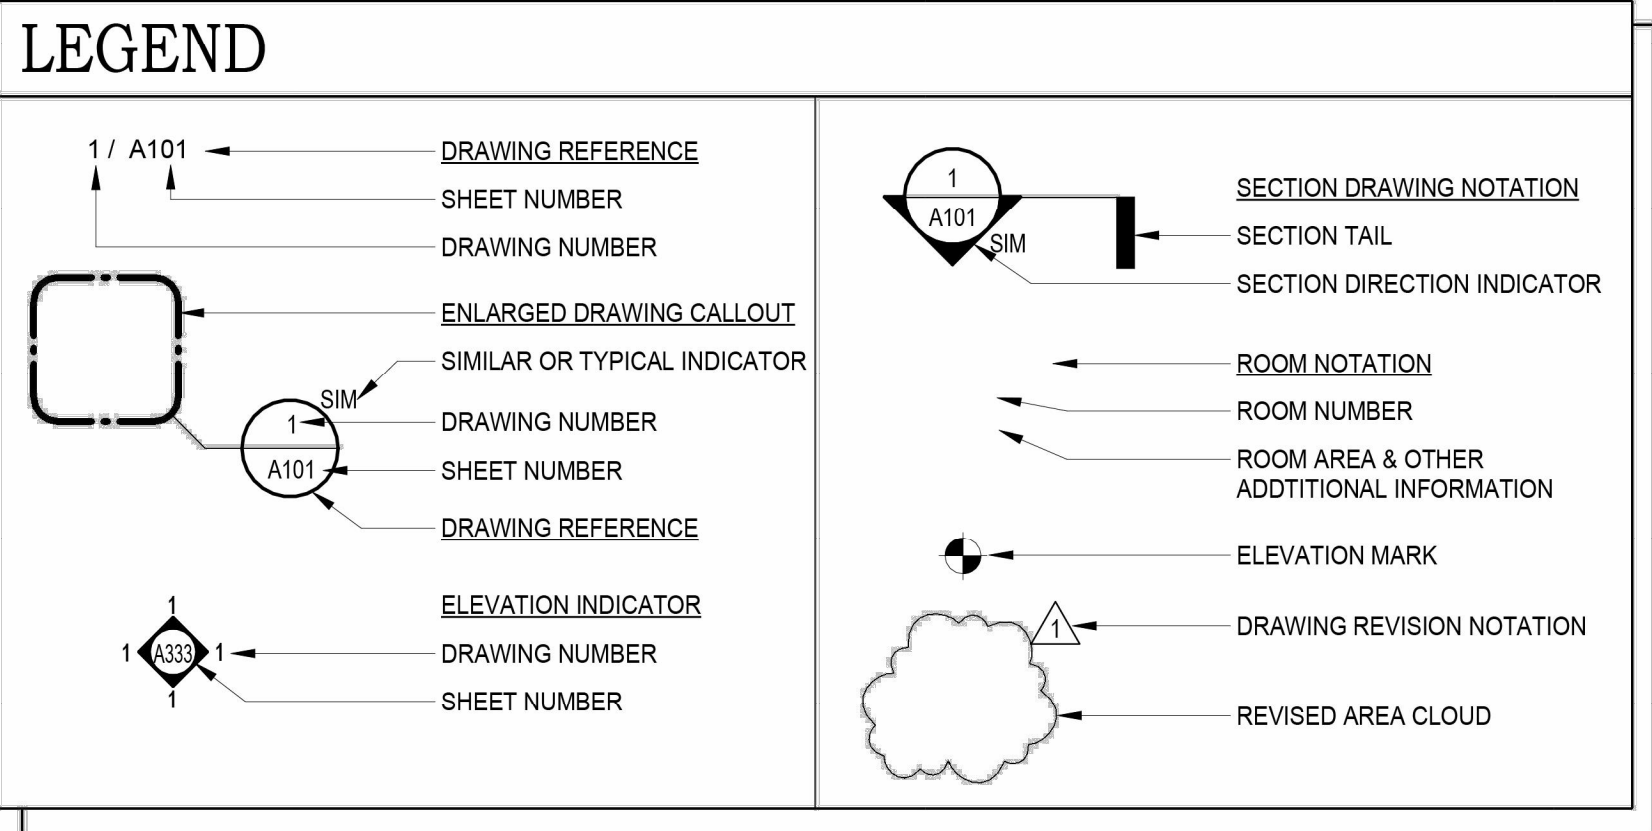 LEGEND
1 / A101
DRAWING REFERENCE
SHEET NUMBER
DRAWING NUMBER
ENLARGED DRAWING CALLOUT
SIMILAR OR TYPICAL INDICATOR
SIM
1
DRAWING NUMBER
A101
SHEET NUMBER
DRAWING REFERENCE
ELEVATION INDICATOR
1
1
A333
1
DRAWING NUMBER
1
SHEET NUMBER
1
A101
SIM
SECTION DRAWING NOTATION
SECTION TAIL
SECTION DIRECTION INDICATOR
ROOM NOTATION
ROOM NUMBER
ROOM AREA & OTHER
ADDTITIONAL INFORMATION
ELEVATION MARK
1
DRAWING REVISION NOTATION
REVISED AREA CLOUD